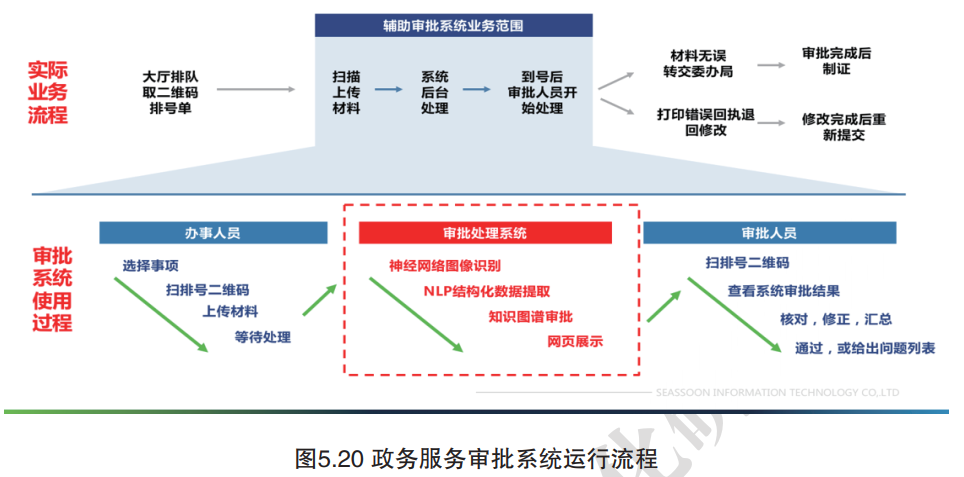 辅助审批系统业务范围
实际
业务
流程
大厅排队
取二维码
排号单
扫描
上传
材料
系统
后台
处理
到号后
审批人员开
始处理
材料无误
转交委办局
审批完成后
制证
打印错误回执退
回修改
修改完成后重
新提交
审批
系统
使用
过程
办事人员
选择事项
扫排号二维码
上传材料
等待处理
审批处理系统
神经网络图像识别
NLP结构化数据提取
知识图谱审批
网页展示
审批人员
扫排号二维码
查看系统审批结果
核对，修正，汇总
通过，或给出问题列表
SEASSOON INFORMATION TECHNOLOGY CO,.LTD
图5.20 政务服务审批系统运行流程